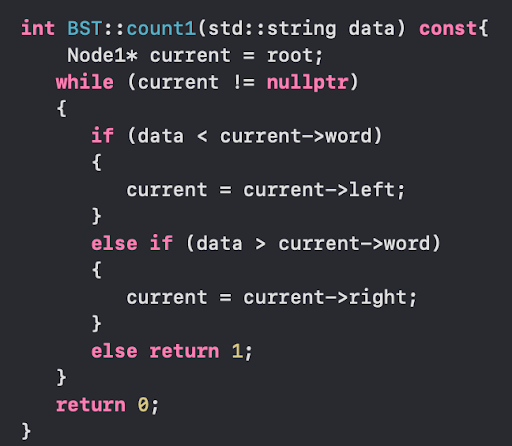 int BST::count1(std::string data) const{
     Node1* current = root;
    while (current != nullptr)
    {
        if (data < current->word)
        {
            current = current->left;
        }
        else if (data > current->word)
        {
            current = current->right;
        }
        else return 1;
    }
    return 0;
}